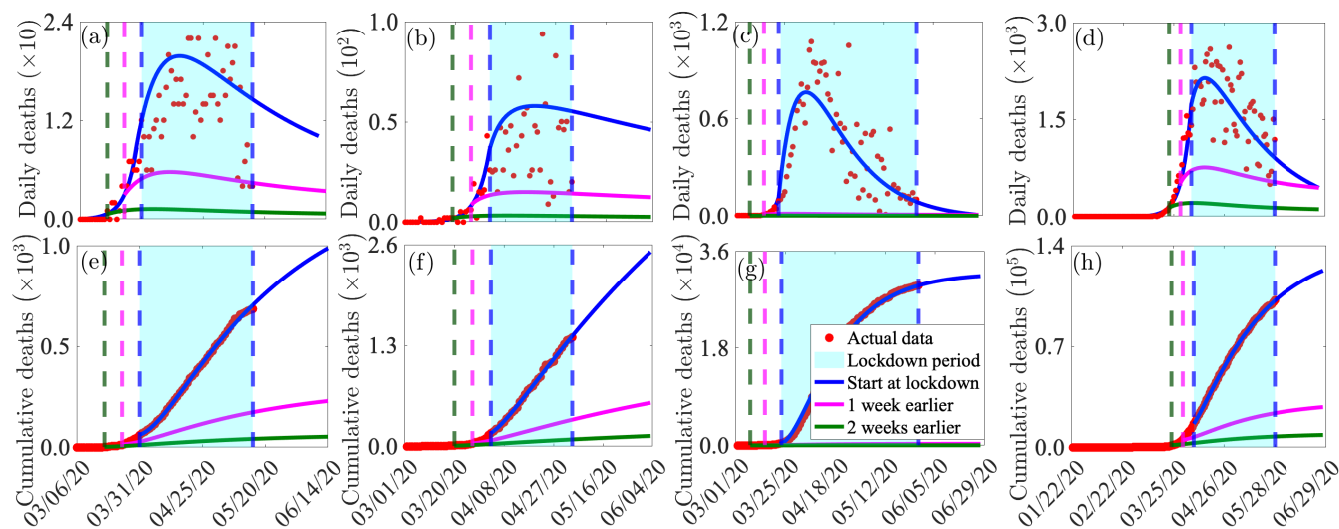 Daily deaths (×10)
2.4
1.2
0.0
(a)
Daily deaths (10²)
1.0
0.5
0.0
(b)
Daily deaths (×10³)
1.2
0.6
0.0
(c)
Daily deaths (×10³)
3.0
1.5
0.0
(d)
Cumulative deaths (×10³)
1.0
0.5
0.0
(e)
03/06/20
03/31/20
04/25/20
05/20/20
06/14/20
Cumulative deaths (×10³)
2.6
1.3
0.0
(f)
03/20/20
04/08/20
04/27/20
05/16/20
06/04/20
Cumulative deaths (×10⁴)
3.6
1.8
0.0
(g)
Actual data
Lockdown period
Start at lockdown
1 week earlier
2 weeks earlier
03/01/20
03/25/20
04/18/20
05/12/20
06/05/20
06/29/20
Cumulative deaths (10⁵)
1.4
0.7
0.0
(h)
01/22/20
02/22/20
03/25/20
04/26/20
05/28/20
06/29/20